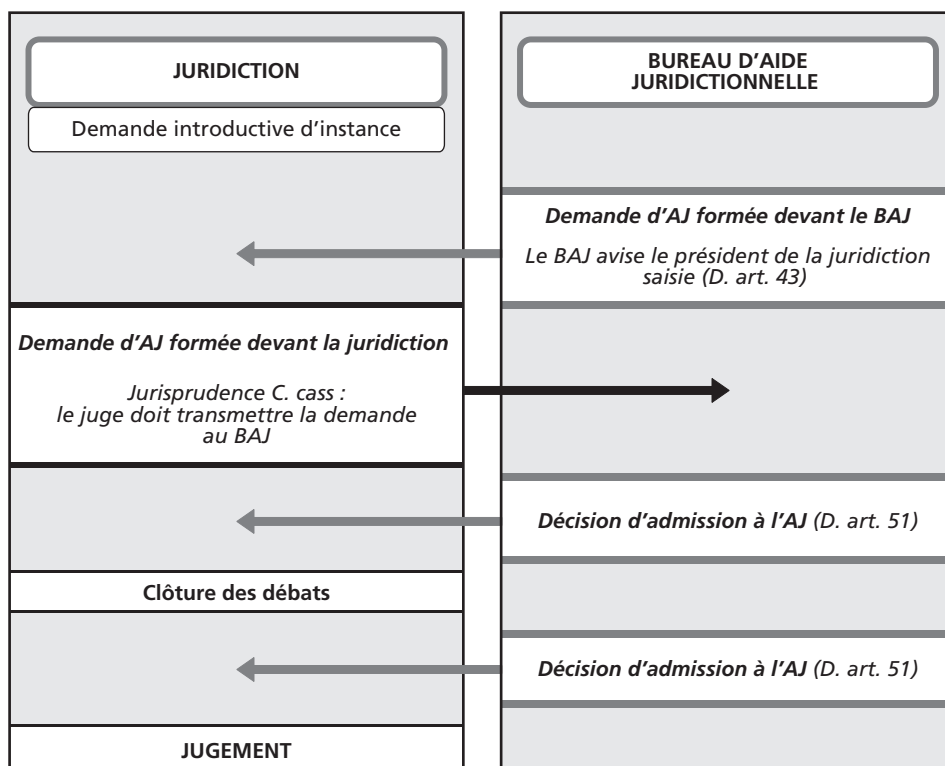 JURIDICTION
Demande introductive d'instance
BUREAU D'AIDE
JURIDICTIONNELLE
Demande d'AJ formée devant le BAJ
Le BAJ avise le président de la juridiction
saisie (D. art. 43)
Demande d'AJ formée devant la juridiction
Jurisprudence C. cass :
le juge doit transmettre la demande
au BAJ
Décision d'admission à l'AJ (D. art. 51)
Clôture des débats
Décision d'admission à l'AJ (D. art. 51)
JUGEMENT